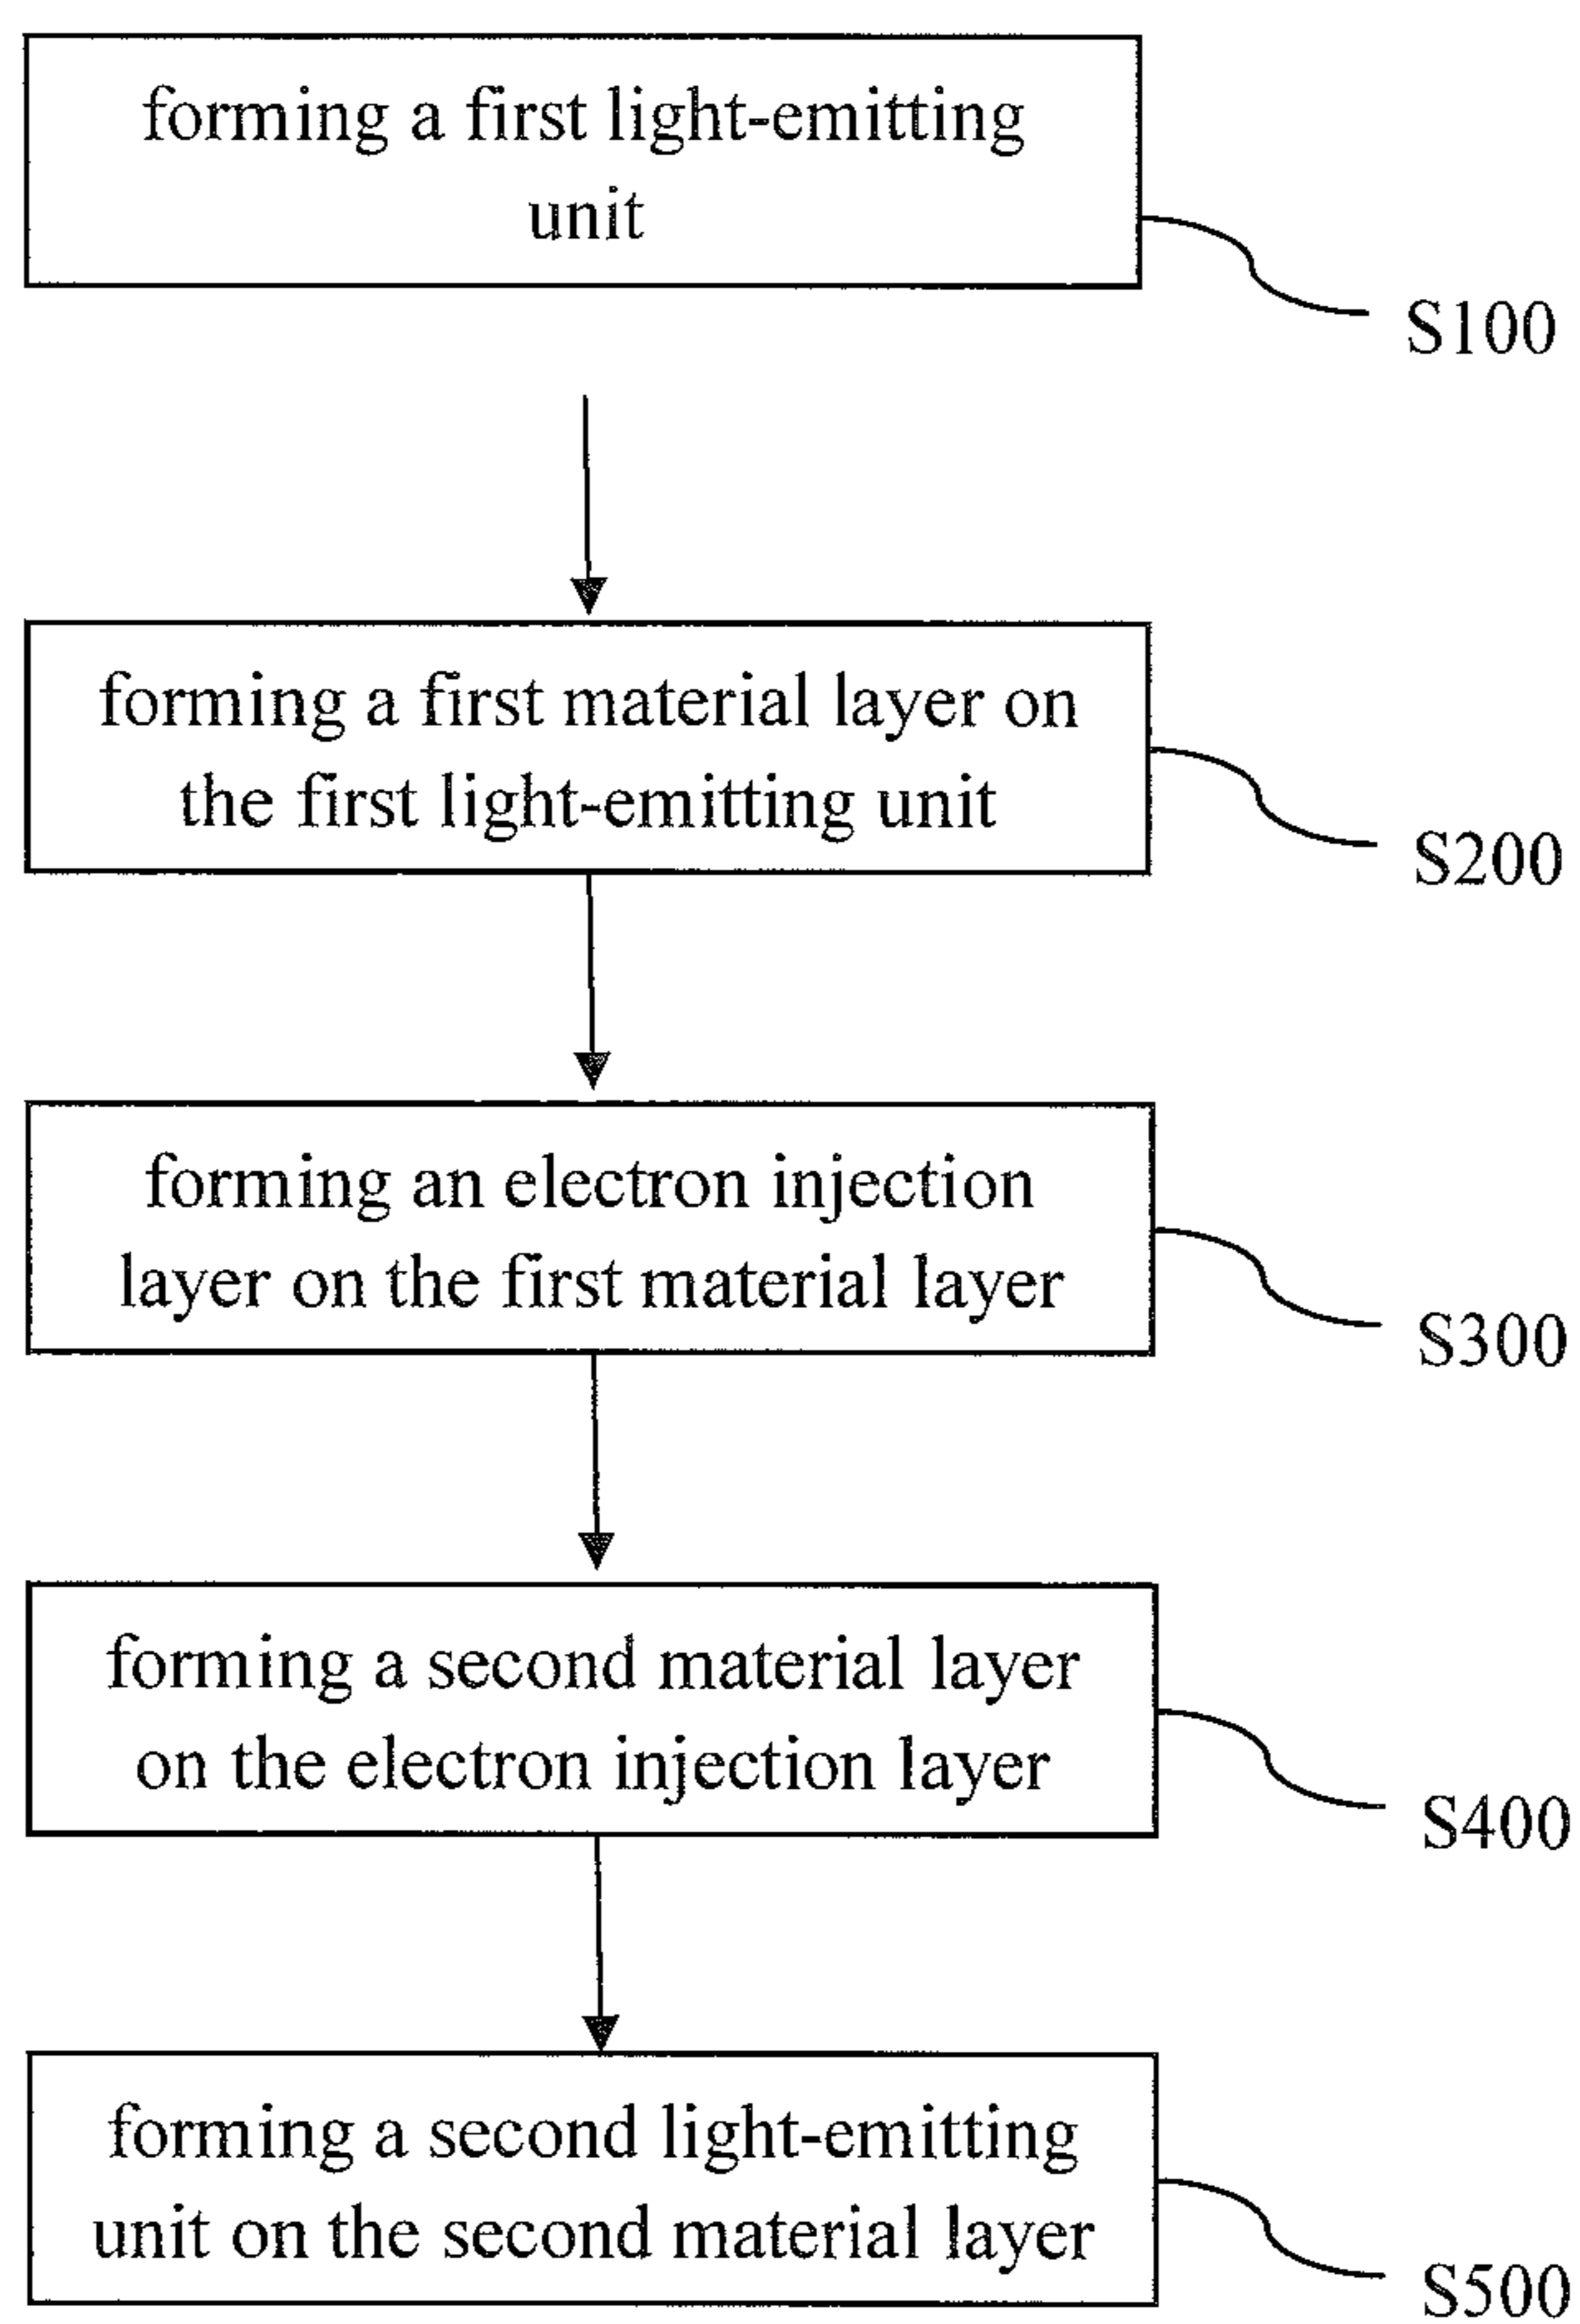 forming a first light-emitting
unit
S100
forming a first material layer on
the first light-emitting unit
S200
forming an electron injection
layer on the first material layer
S300
forming a second material layer
on the electron injection layer
S400
forming a second light-emitting
unit on the second material layer
S500